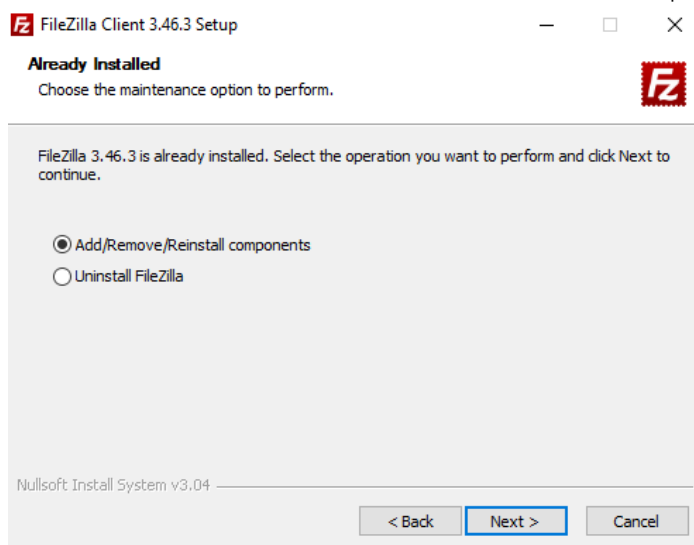 FileZilla Client 3.46.3 Setup
Already Installed
Choose the maintenance option to perform.
FileZilla 3.46.3 is already installed. Select the operation you want to perform and click Next to
continue.
Add/Remove/Reinstall components
Uninstall FileZilla
Nullsoft Install System v3.04
< Back Next > Cancel